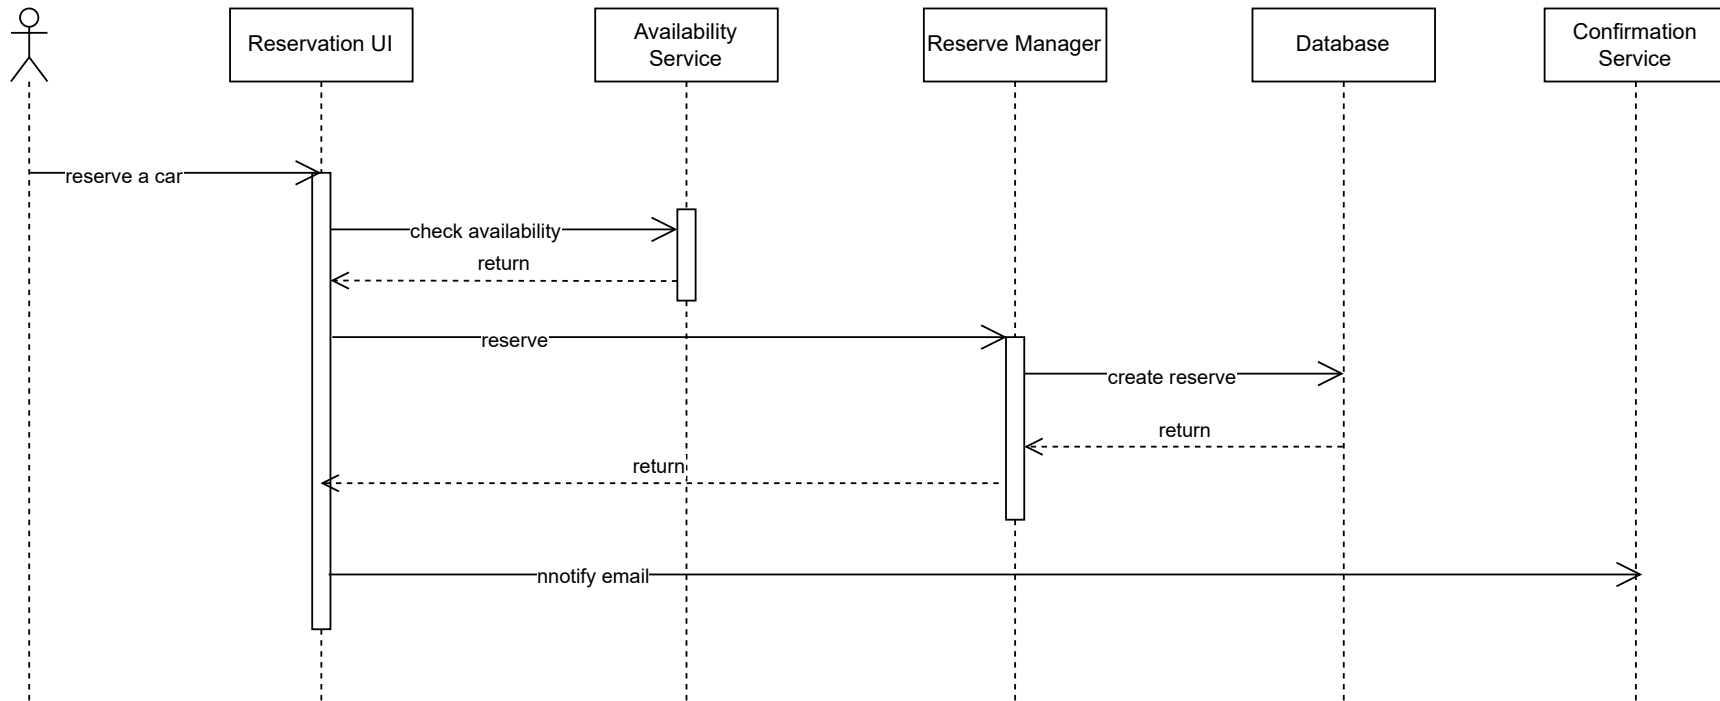 Reservation UI
Availability
Service
Reserve Manager
Database
Confirmation
Service
reserve a car
check availability
return
reserve
create reserve
return
return
nnotify email